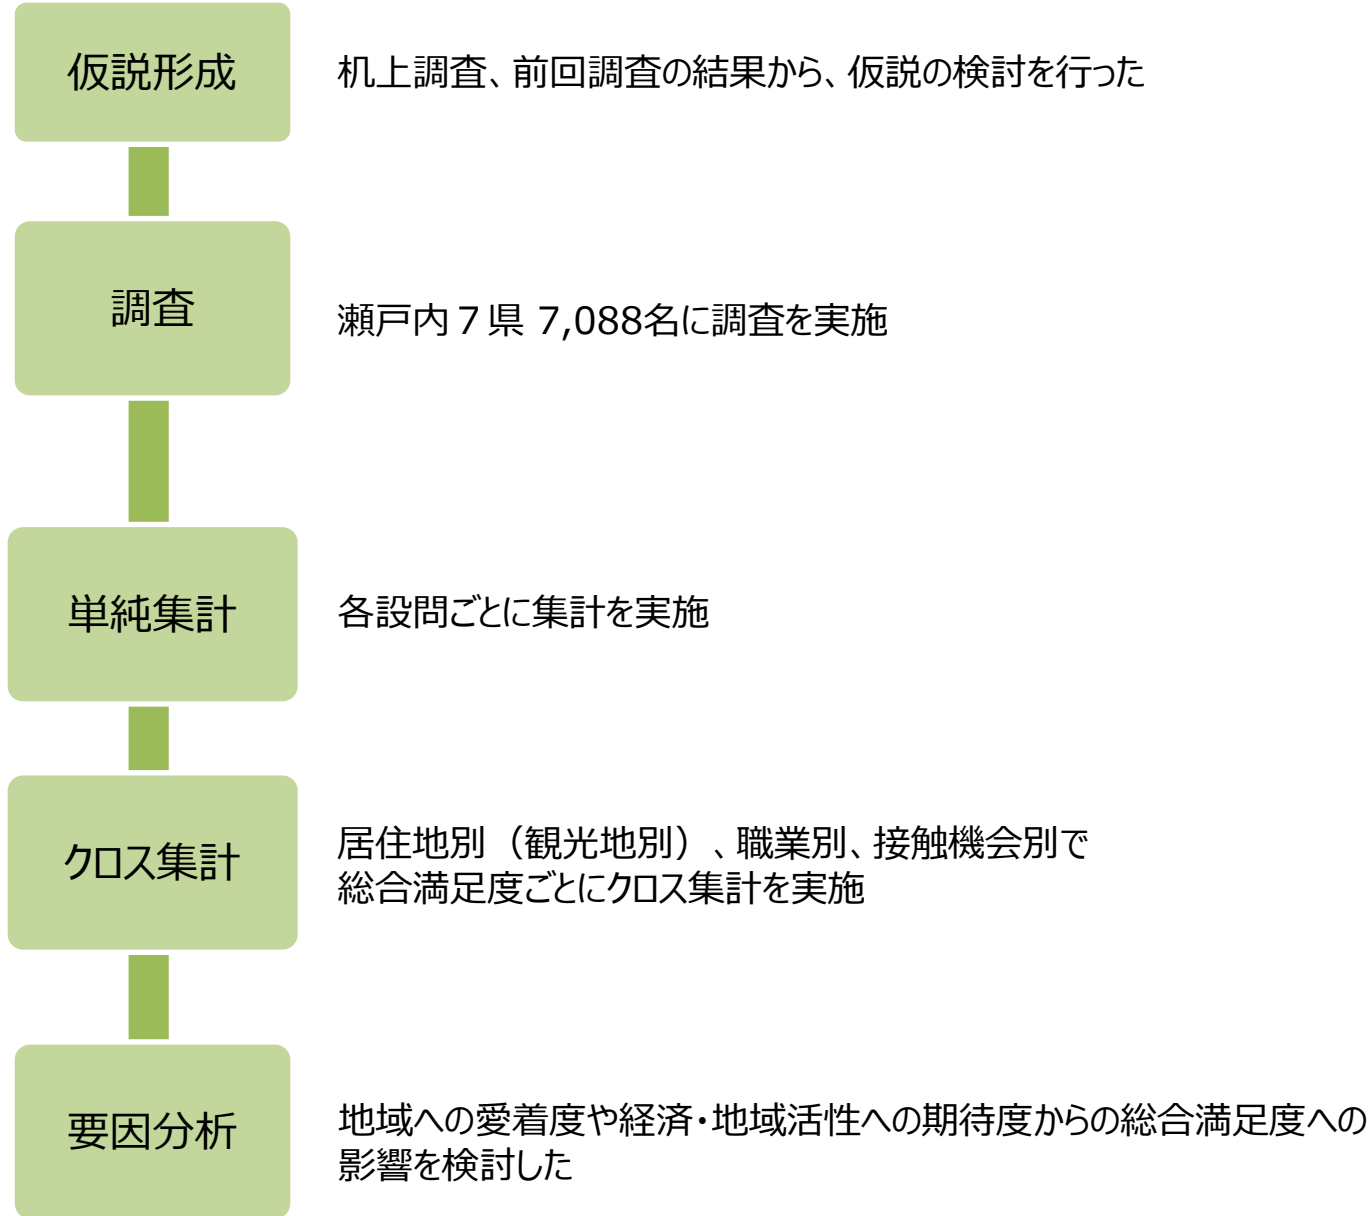 仮説形成
机上調査、前回調査の結果から、仮説の検討を行った
調査
瀬戸内７県 7,088名に調査を実施
単純集計
各設問ごとに集計を実施
クロス集計
居住地別（観光地別）、職業別、接触機会別で
総合満足度ごとにクロス集計を実施
要因分析
地域への愛着度や経済・地域活性への期待度からの総合満足度への
影響を検討した